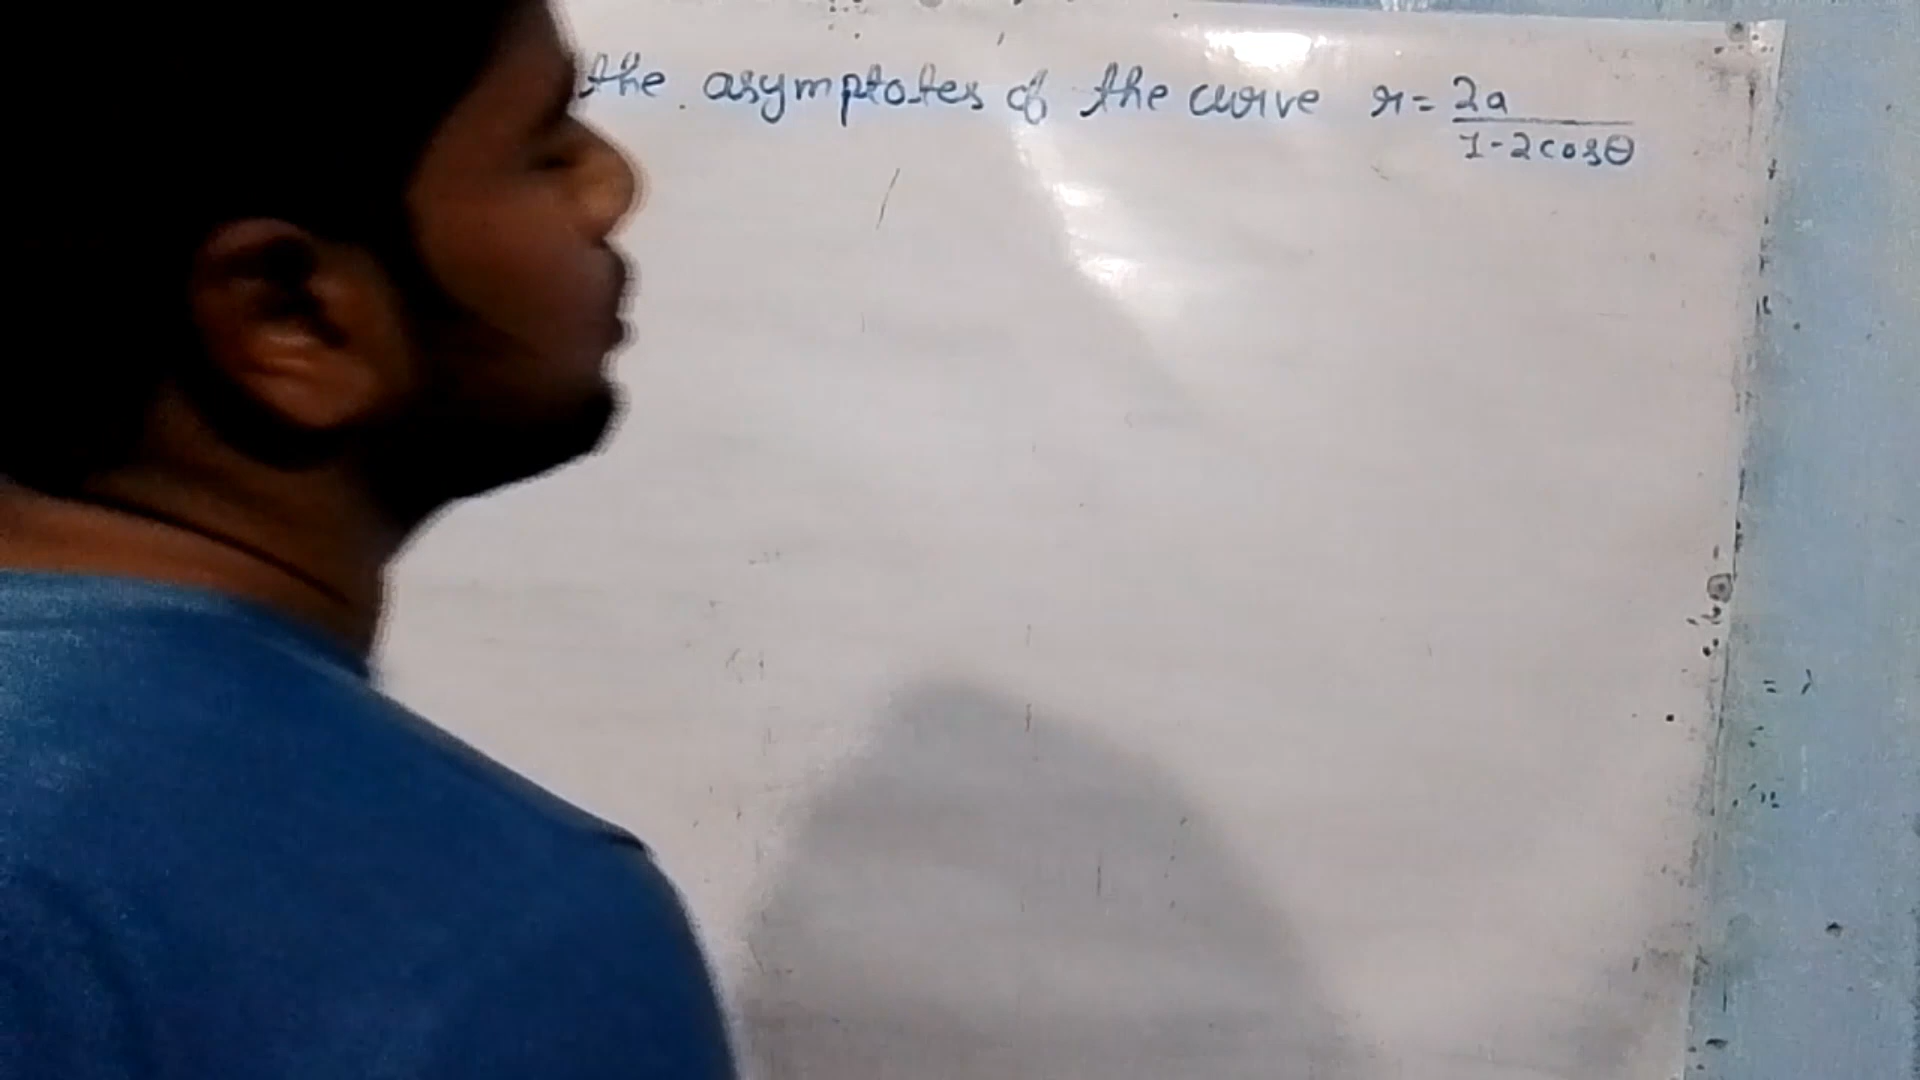 the asymptotes of the curve r = 2a / 1-2cosθ